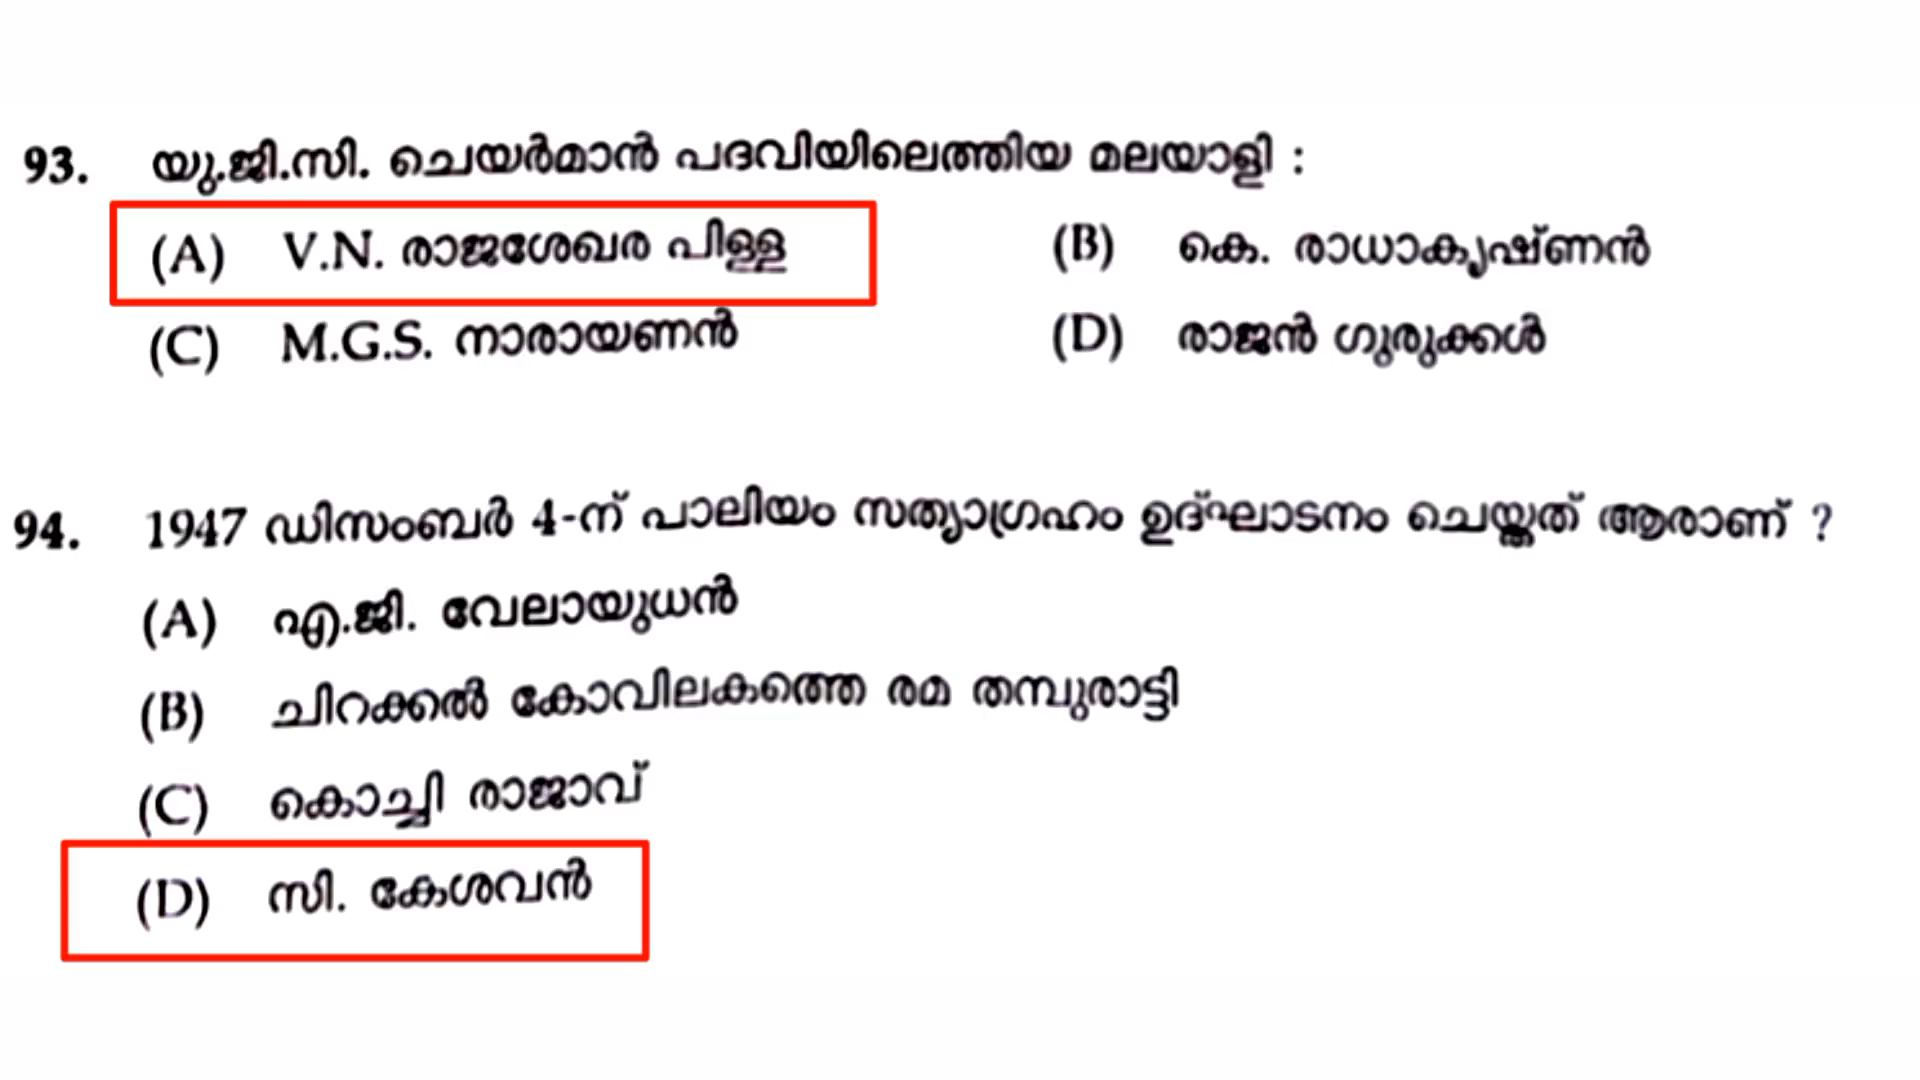 93. യു.ജി.സി. ചെയർമാൻ പദവിയിലെത്തിയ മലയാളി :
(A) V.N. രാജശേഖര പിള്ള (B) കെ. രാധാകൃഷ്ണൻ
(C) M.G.S. നാരായണൻ (D) രാജൻ ഗുരുക്കൾ
94. 1947 ഡിസംബർ 4-ന് പാലിയം സത്യാഗ്രഹം ഉദ്ഘാടനം ചെയ്തത് ആരാണ് ?
(A) എ.ജി. വേലായുധൻ
(B) ചിറക്കൽ കോവിലകത്തെ രമ തമ്പുരാട്ടി
(C) കൊച്ചി രാജാവ്
(D) സി. കേശവൻ